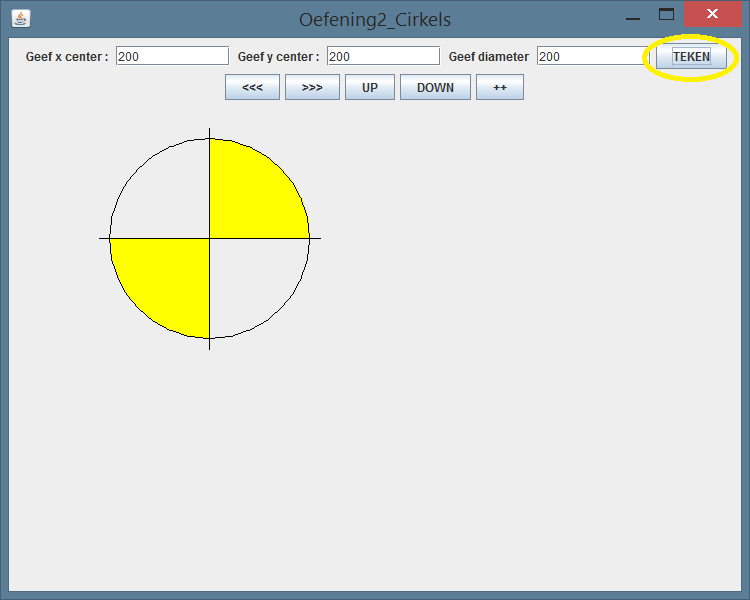 Oefening2_Cirkels
Geef x center : 200 Geef y center : 200 Geef diameter 200 TEKEN
<<< >>> UP DOWN ++